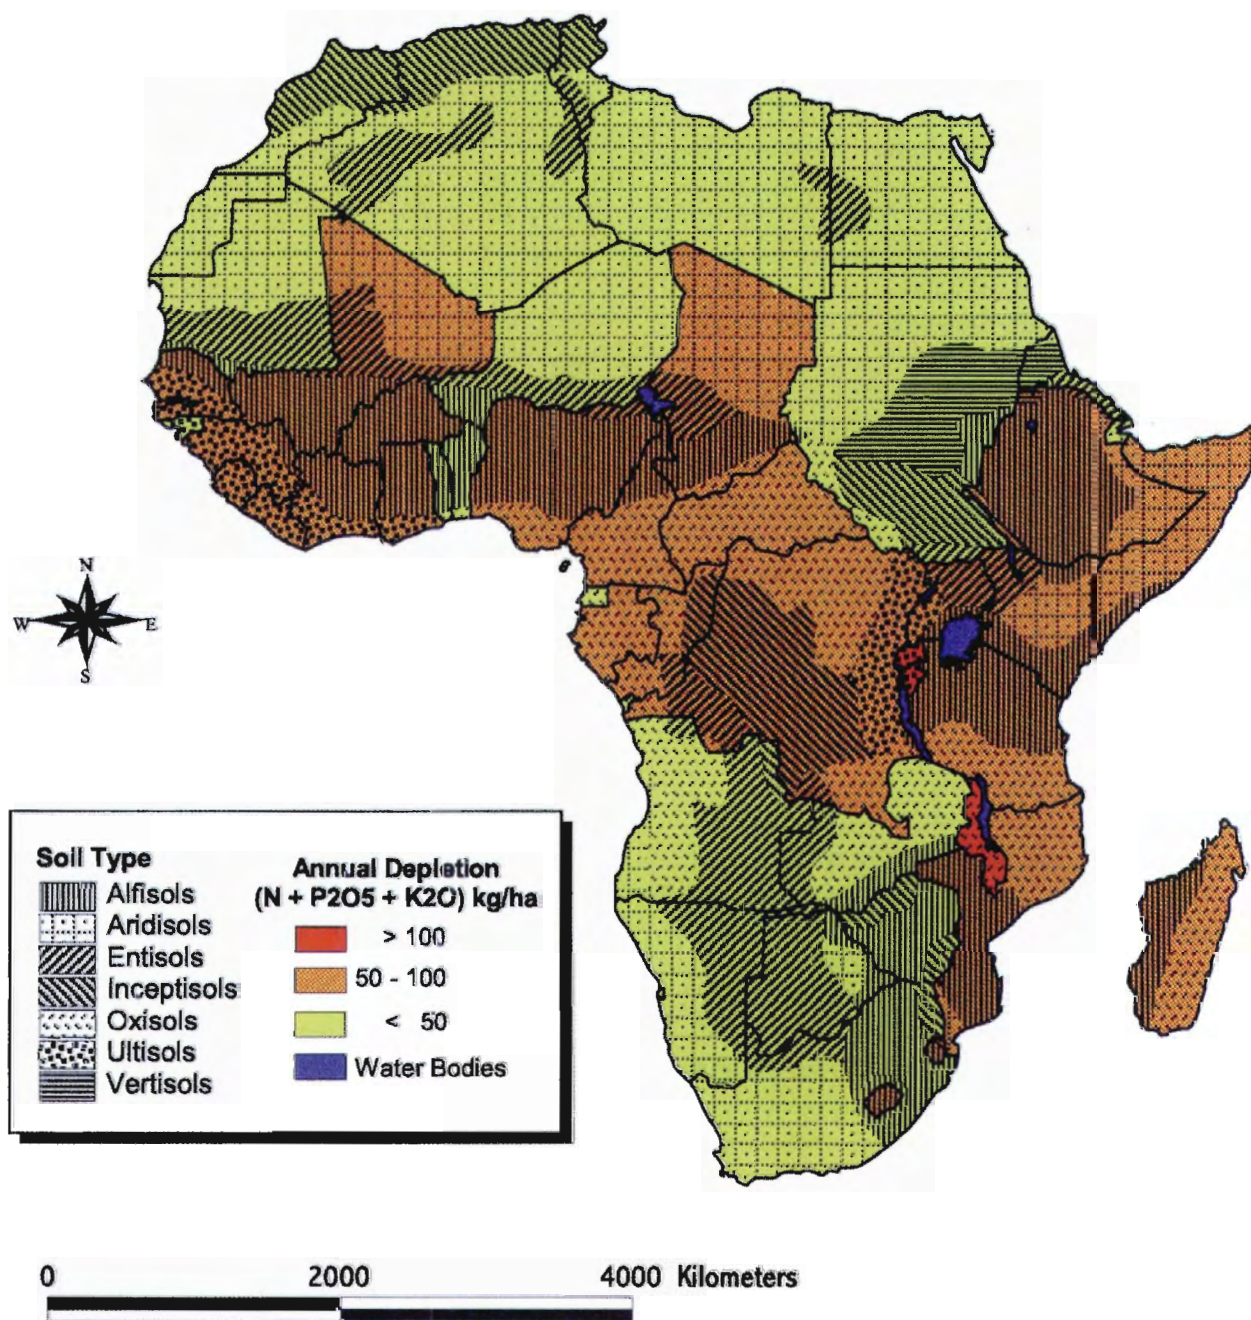 N
W
E
S
Soil Type
Alfisols
Aridisols
Entisols
Inceptisols
Oxisols
Ultisols
Vertisols
Annual Depletion
(N + P2O5 + K2O) kg/ha
> 100
50 - 100
< 50
Water Bodies
0 2000 4000 Kilometers